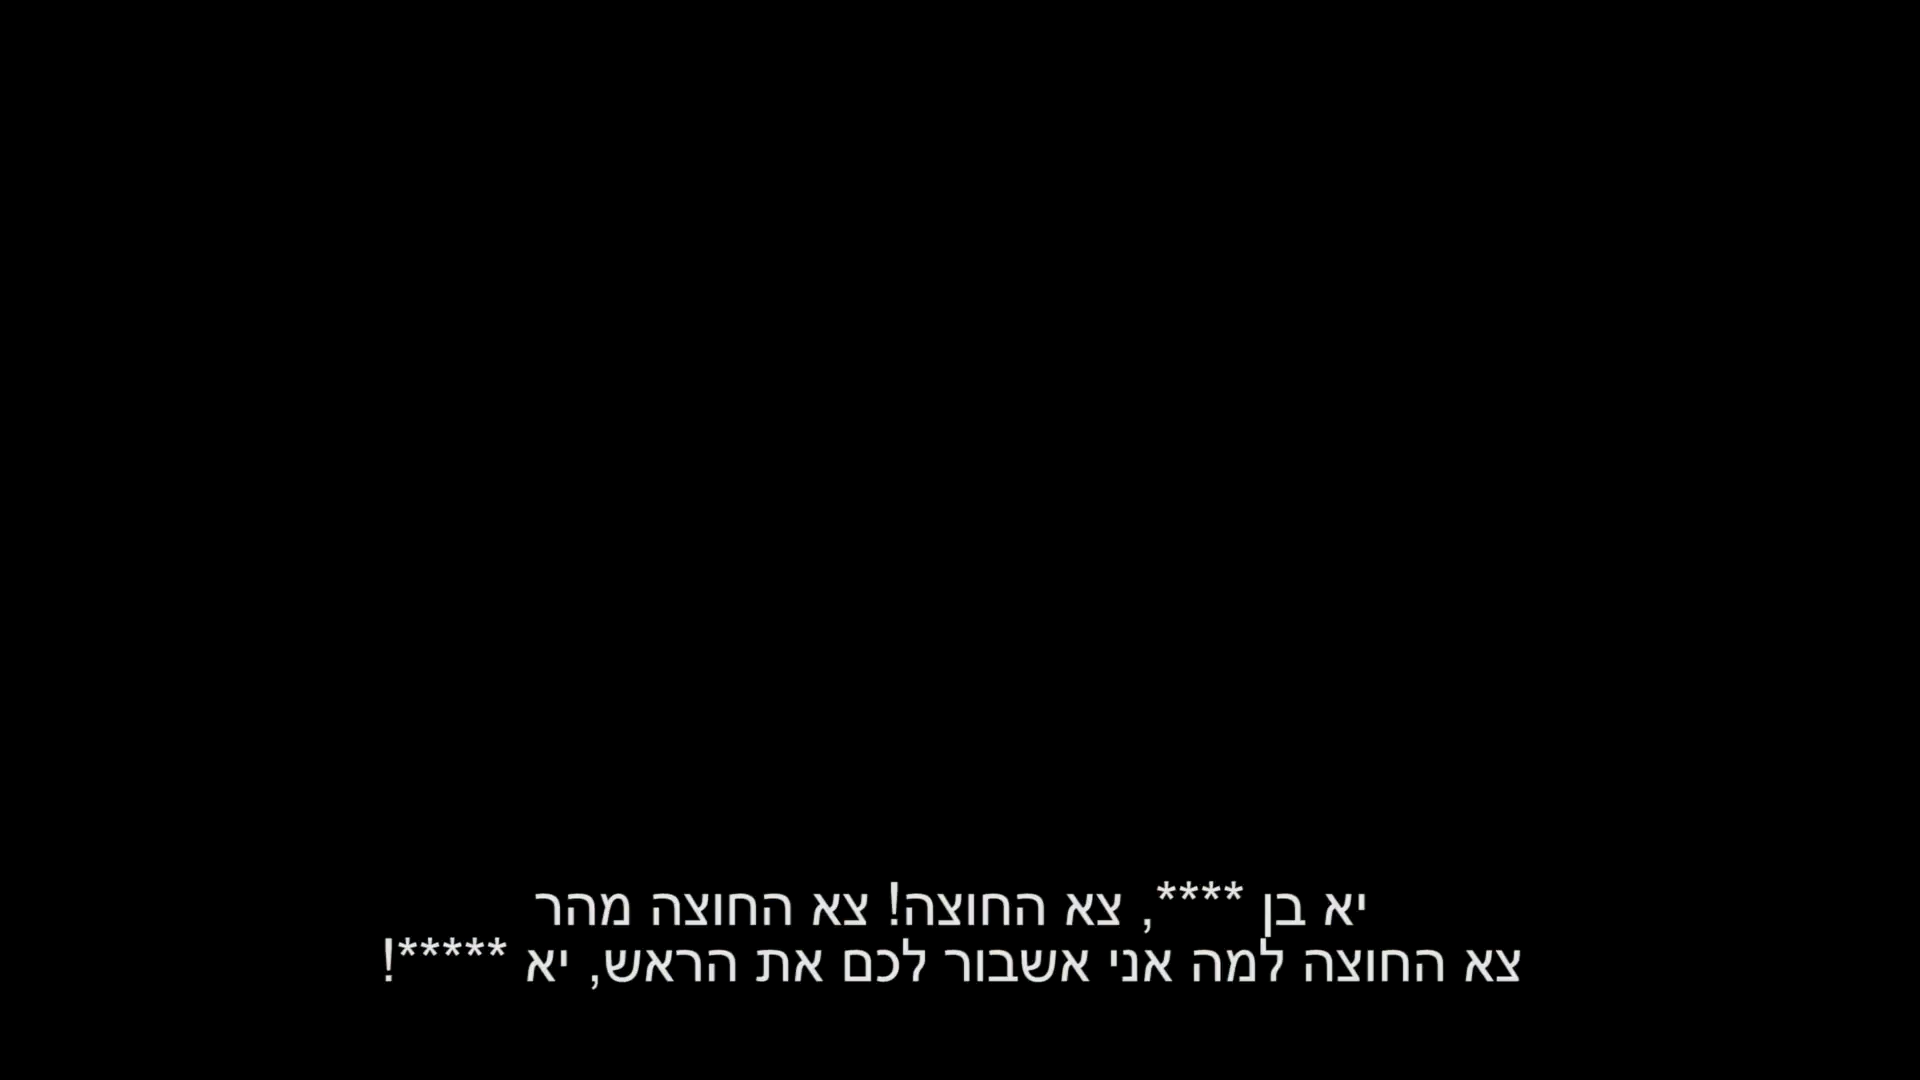 יא בן ****, צא החוצה! צא החוצה מהר
צא החוצה למה אני אשבור לכם את הראש, יא *****!